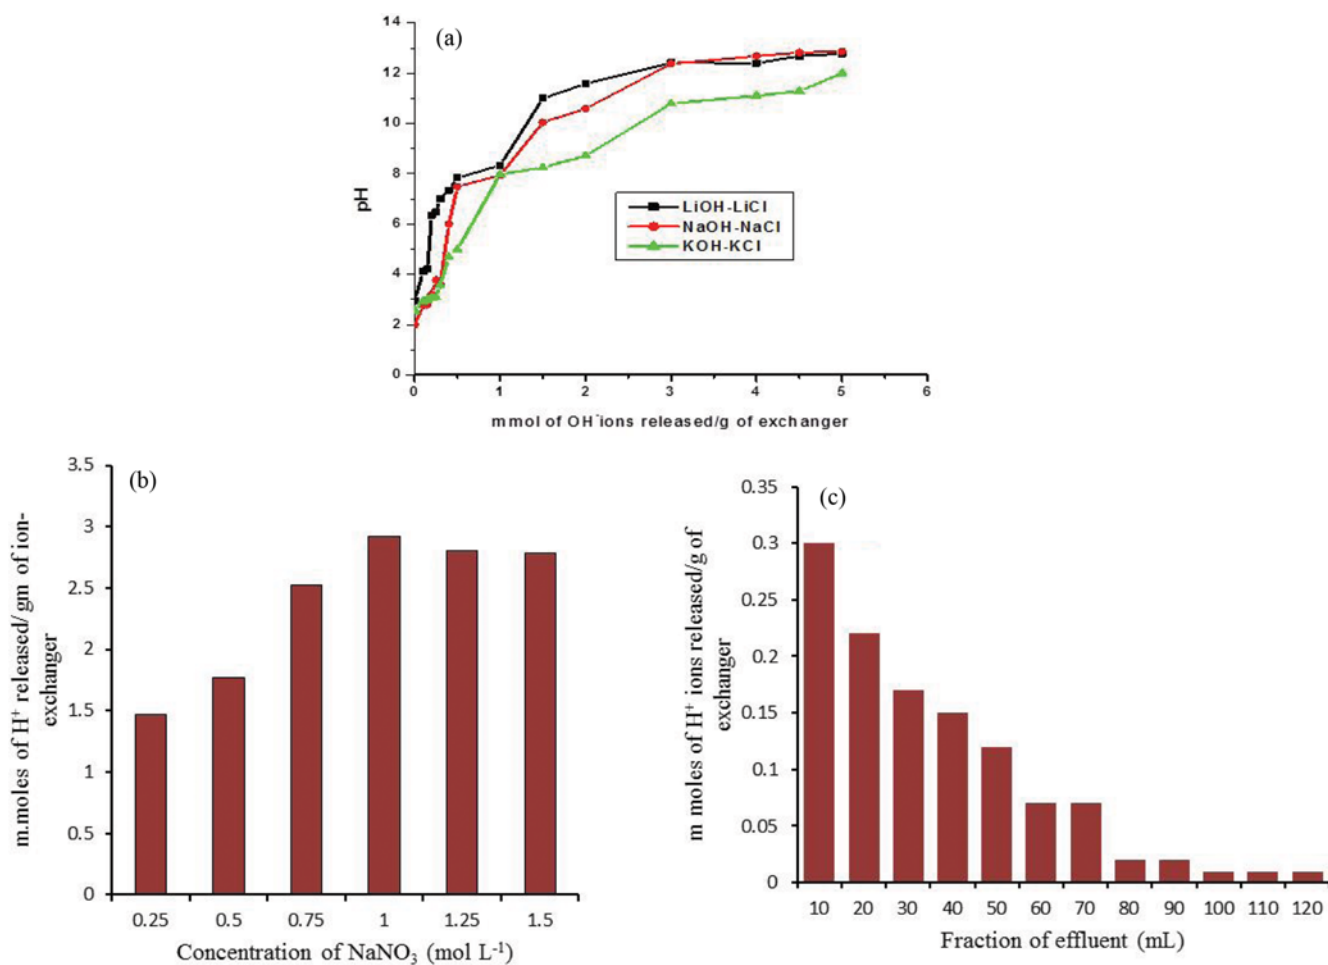 (a)
14
12
10
8
6
4
2
0
pH
LiOH-LiCl
NaOH-NaCl
KOH-KCl
0 1 2 3 4 5 6
mmol of OH⁻ions released/g of exchanger
(b)
3.5
3
2.5
2
1.5
1
0.5
0
m.moles of H⁺ released/ gm of ion-
exchanger
0.25 0.5 0.75 1 1.25 1.5
Concentration of NaNO₃ (mol L⁻¹)
(c)
0.35
0.3
0.25
0.2
0.15
0.1
0.05
0
m moles of H⁺ ions released/g of
exchanger
10 20 30 40 50 60 70 80 90 100 110 120
Fraction of effluent (mL)